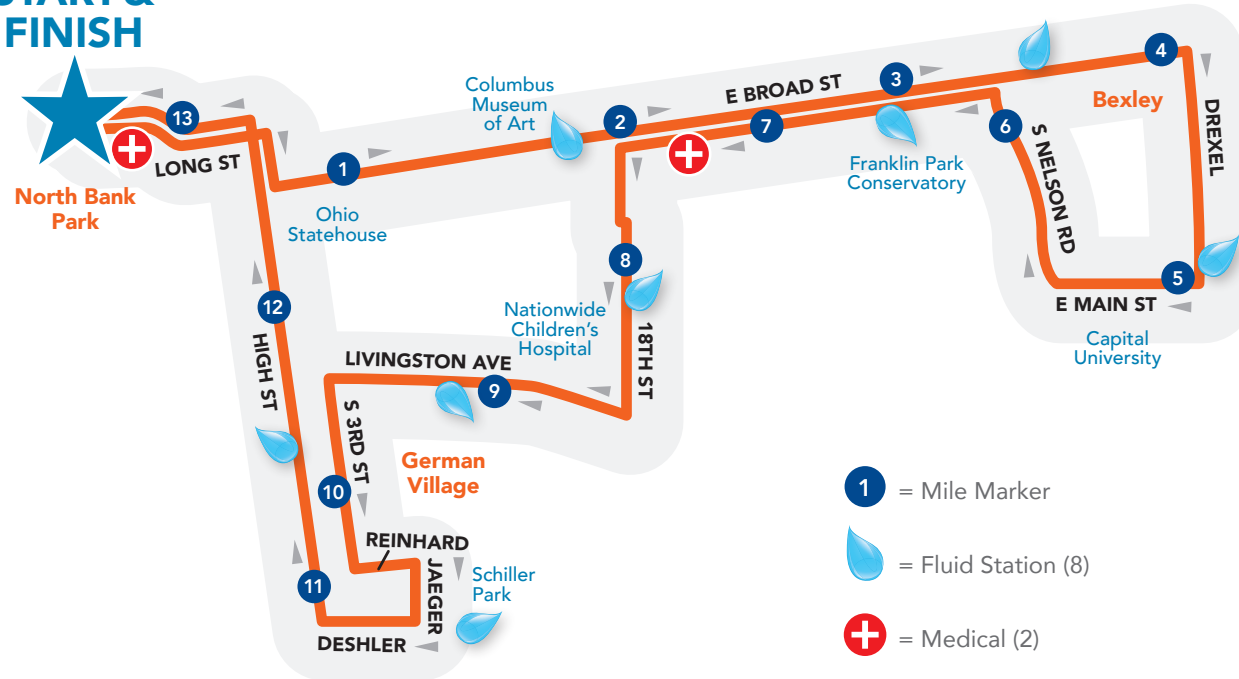 START &
FINISH
North Bank
Park
13
LONG ST
1
Ohio
Statehouse
Columbus
Museum
of Art
2
E BROAD ST
3
4
Bexley
DREXEL
7
Franklin Park
Conservatory
6
S NELSON RD
5
E MAIN ST
Capital
University
8
Nationwide
Children's
Hospital
18TH ST
12
HIGH ST
LIVINGSTON AVE
9
S 3RD ST
German
Village
10
REINHARD
JAEGER
Schiller
Park
11
DESHLER
1 = Mile Marker
= Fluid Station (8)
= Medical (2)